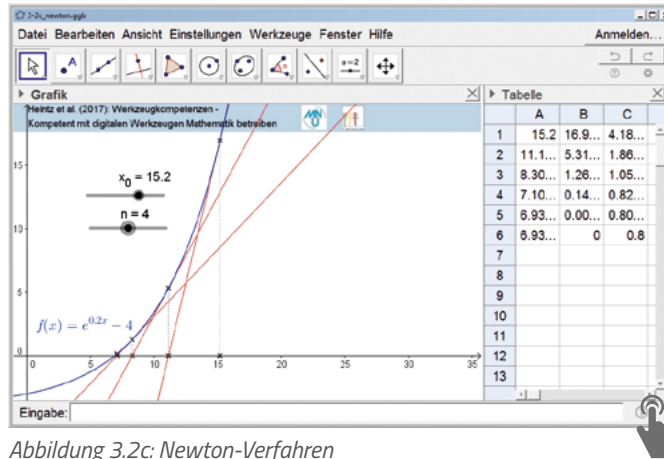 2-2c_newton.ggb
Datei Bearbeiten Ansicht Einstellungen Werkzeuge Fenster Hilfe
Anmelden...
A
a=2
Grafik
Tabelle
Heintz et al. (2017): Werkzeugkompetenzen -
Kompetent mit digitalen Werkzeugen Mathematik betreiben
x₀ = 15.2
n = 4
f(x) = e^{0.2x} − 4
15
10
5
0
0 5 10 15 20 25 30 35
A B C
1 15.2 16.9... 4.18...
2 11.1... 5.31... 1.86...
3 8.30... 1.26... 1.05...
4 7.10... 0.14... 0.82...
5 6.93... 0.00... 0.80...
6 6.93... 0 0.8
7
8
9
10
11
12
13
Eingabe:
Abbildung 3.2c: Newton-Verfahren